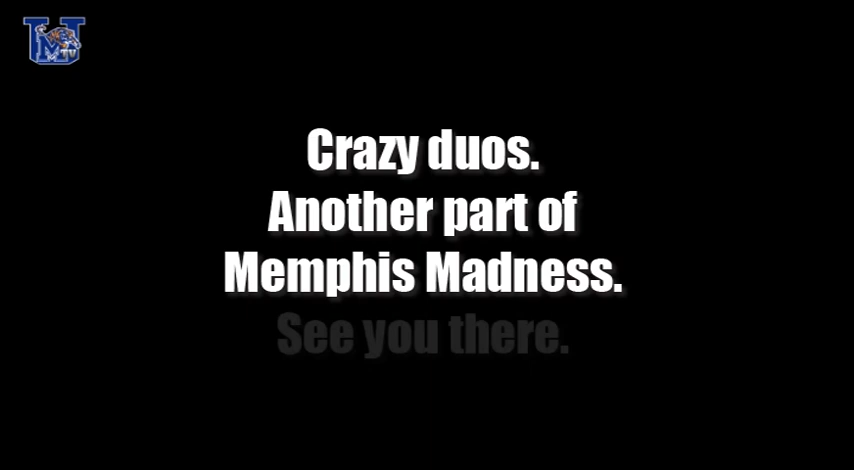 Crazy duos.
Another part of
Memphis Madness.
See you there.